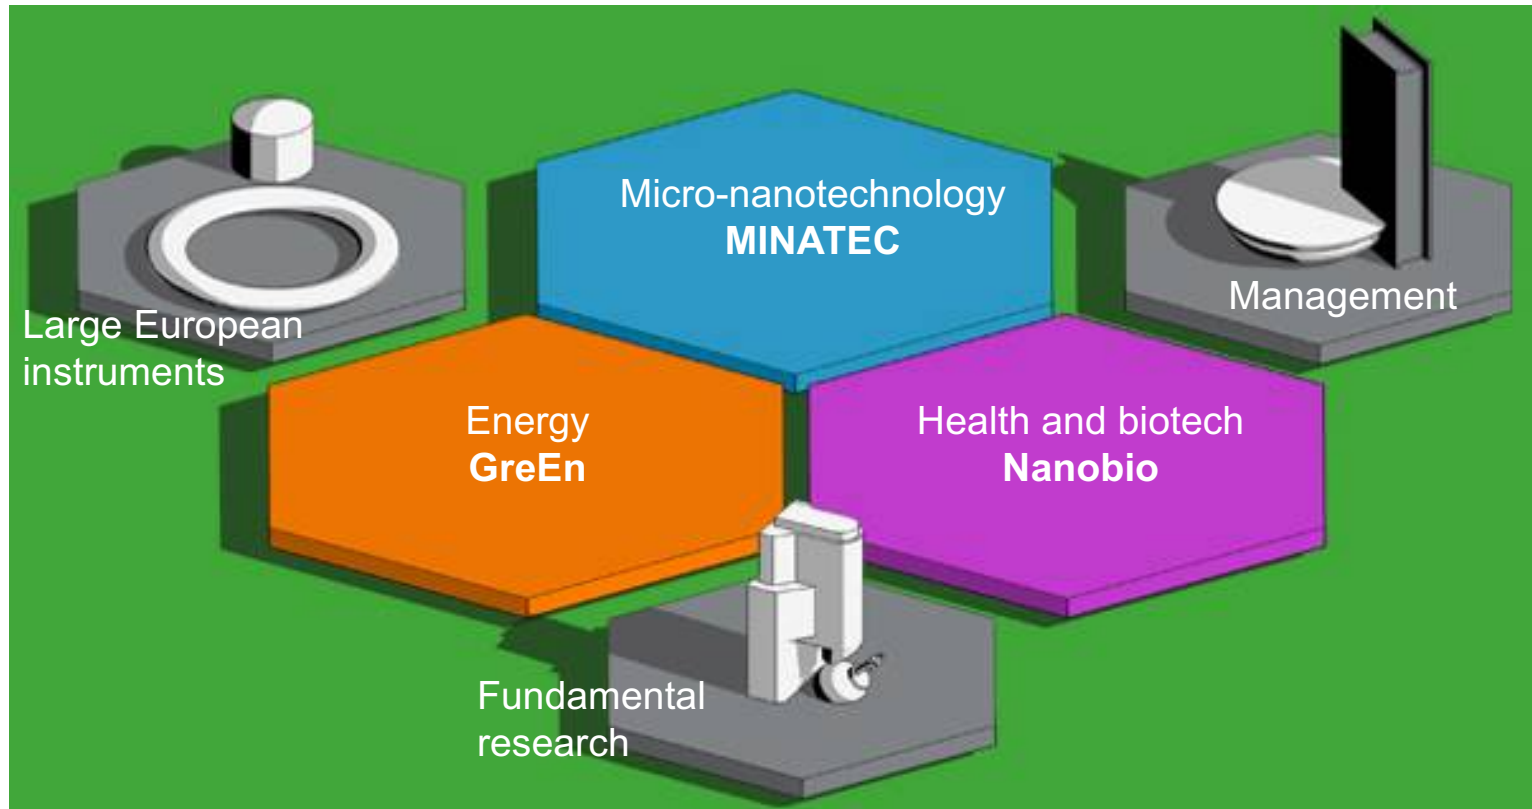 Micro-nanotechnology
MINATEC
Management
Large European
instruments
Energy
GreEn
Health and biotech
Nanobio
Fundamental
research